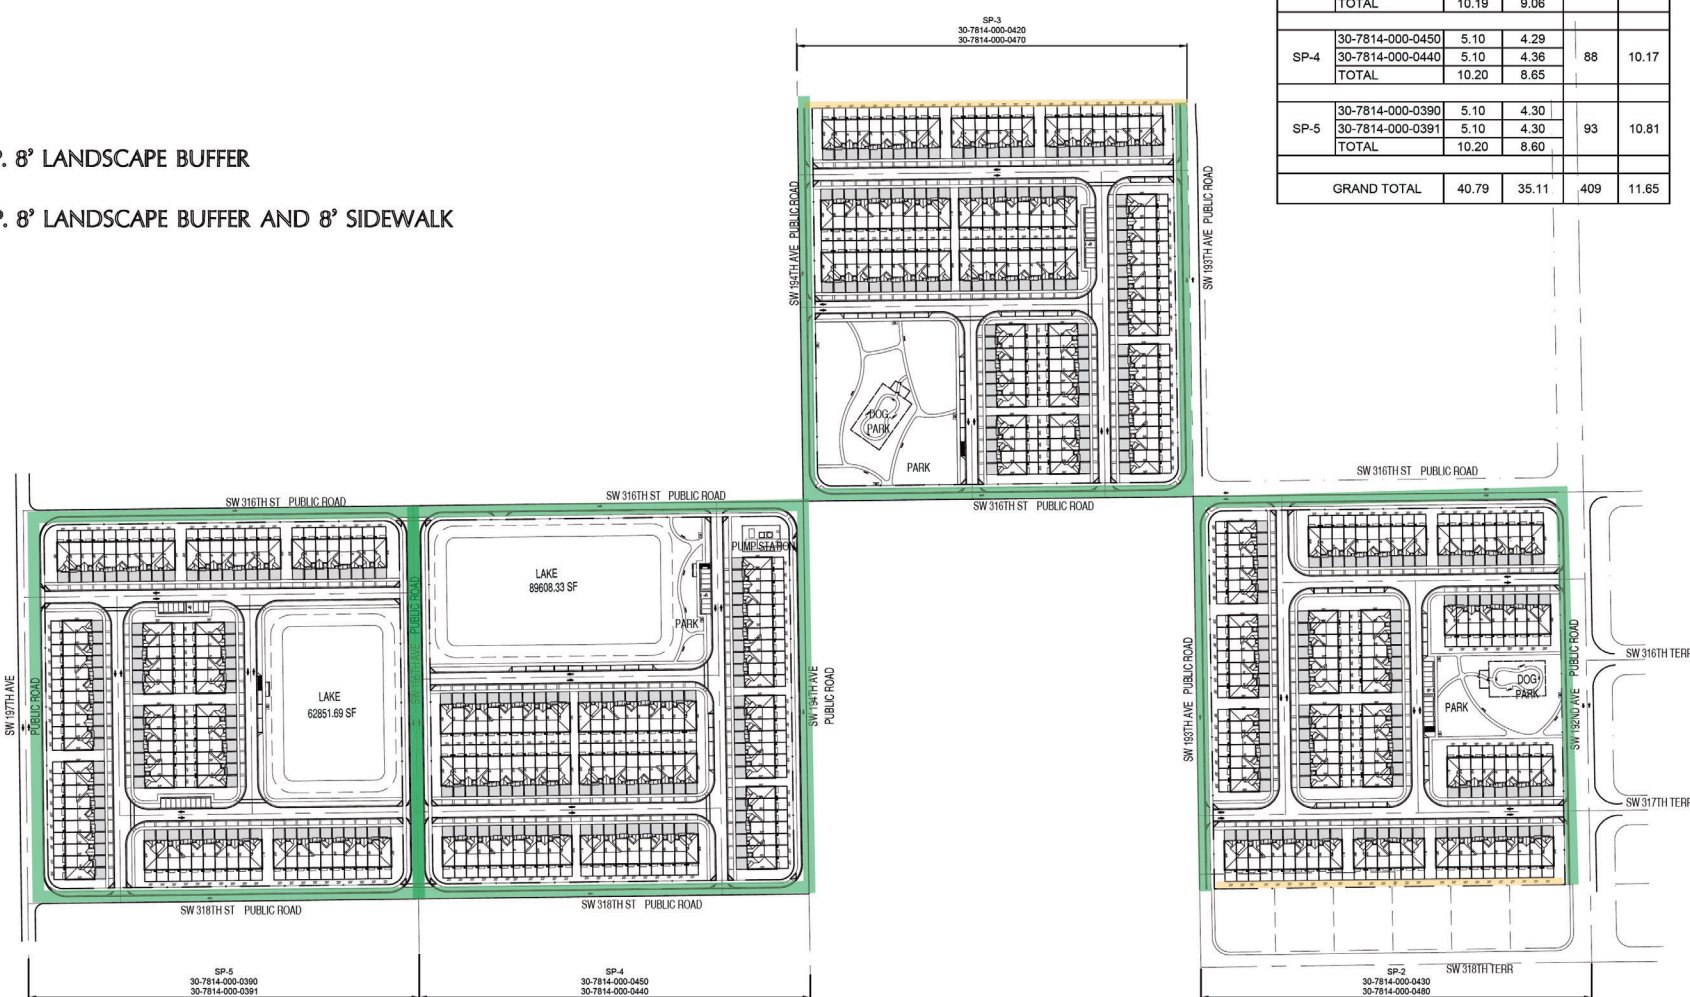 TOTAL 10.19 9.06
SP-4 30-7814-000-0450 5.10 4.29 88 10.17
30-7814-000-0440 5.10 4.36
TOTAL 10.20 8.65
SP-5 30-7814-000-0390 5.10 4.30 93 10.81
30-7814-000-0391 5.10 4.30
TOTAL 10.20 8.60
GRAND TOTAL 40.79 35.11 409 11.65
SP-3
30-7814-000-0420
30-7814-000-0470
P. 8' LANDSCAPE BUFFER
P. 8' LANDSCAPE BUFFER AND 8' SIDEWALK
SW 194TH AVE PUBLIC ROAD
SW 193TH AVE PUBLIC ROAD
DOG
PARK
PARK
SW 316TH ST PUBLIC ROAD
SW 316TH ST PUBLIC ROAD
SW 316TH ST PUBLIC ROAD
SW 316TH ST PUBLIC ROAD
PUMP STATION
LAKE
89608.33 SF
PARK
PUBLIC ROAD
LAKE
62851.69 SF
SW 197TH AVE
PUBLIC ROAD
SW 194TH AVE
PUBLIC ROAD
SW 193TH AVE PUBLIC ROAD
DOG
PARK
PARK
SW 192ND AVE PUBLIC ROAD
SW 316TH TERR
SW 317TH TERR
SW 318TH ST PUBLIC ROAD
SW 318TH ST PUBLIC ROAD
SW 318TH TERR
SP-5
30-7814-000-0390
30-7814-000-0391
SP-4
30-7814-000-0450
30-7814-000-0440
SP-2
30-7814-000-0430
30-7814-000-0480